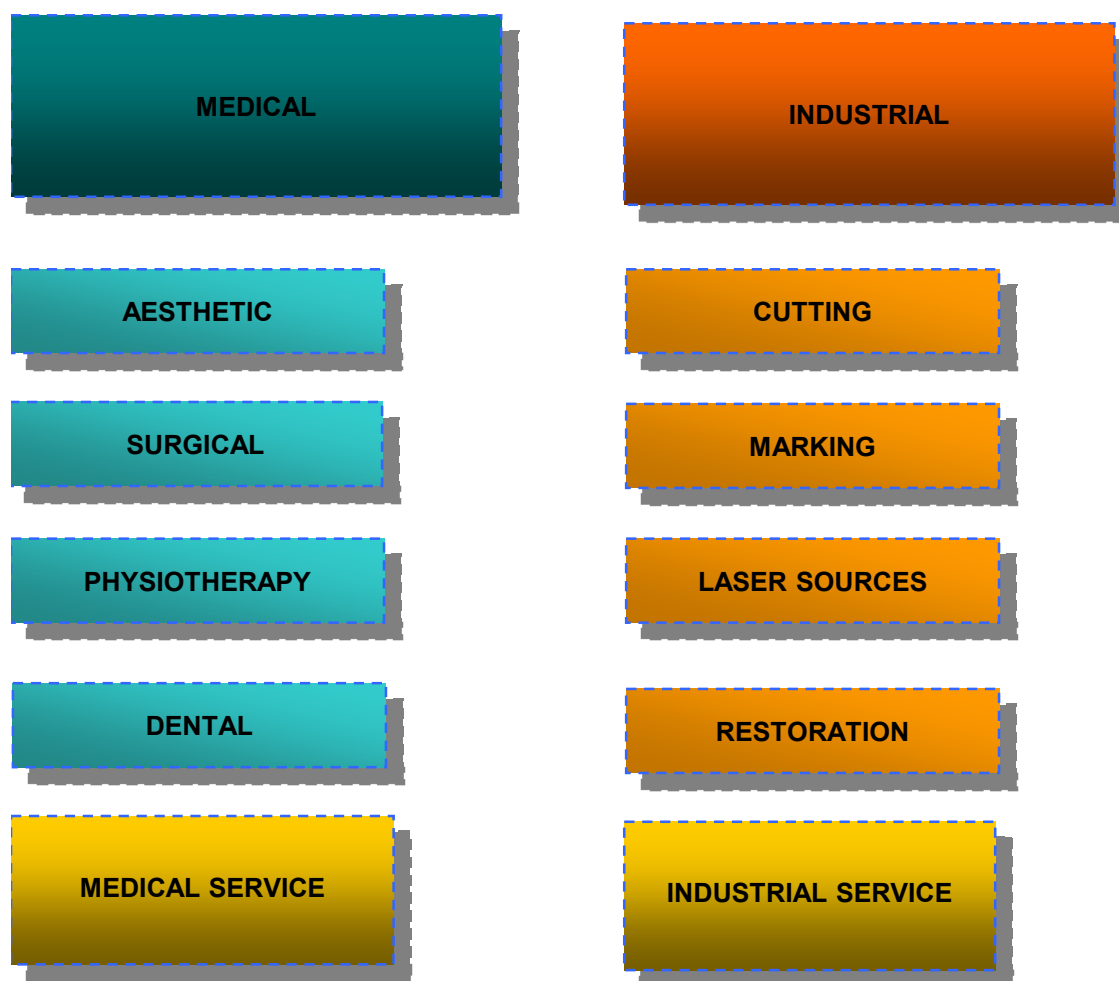 MEDICAL
INDUSTRIAL
AESTHETIC
CUTTING
SURGICAL
MARKING
PHYSIOTHERAPY
LASER SOURCES
DENTAL
RESTORATION
MEDICAL SERVICE
INDUSTRIAL SERVICE